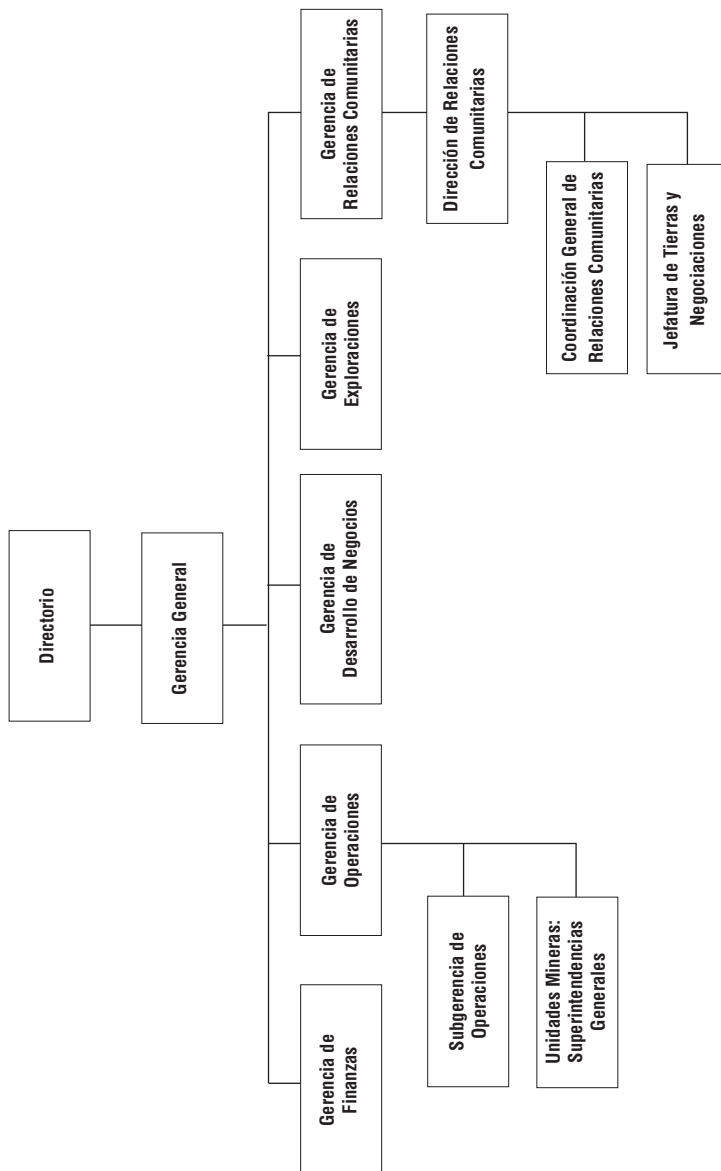 Directorio
Gerencia General
Gerencia de
Finanzas
Gerencia de
Operaciones
Gerencia de
Desarrollo de Negocios
Gerencia de
Exploraciones
Gerencia de
Relaciones Comunitarias
Subgerencia de
Operaciones
Unidades Mineras:
Superintendencias
Generales
Dirección de Relaciones
Comunitarias
Coordinación General de
Relaciones Comunitarias
Jefatura de Tierras y
Negociaciones